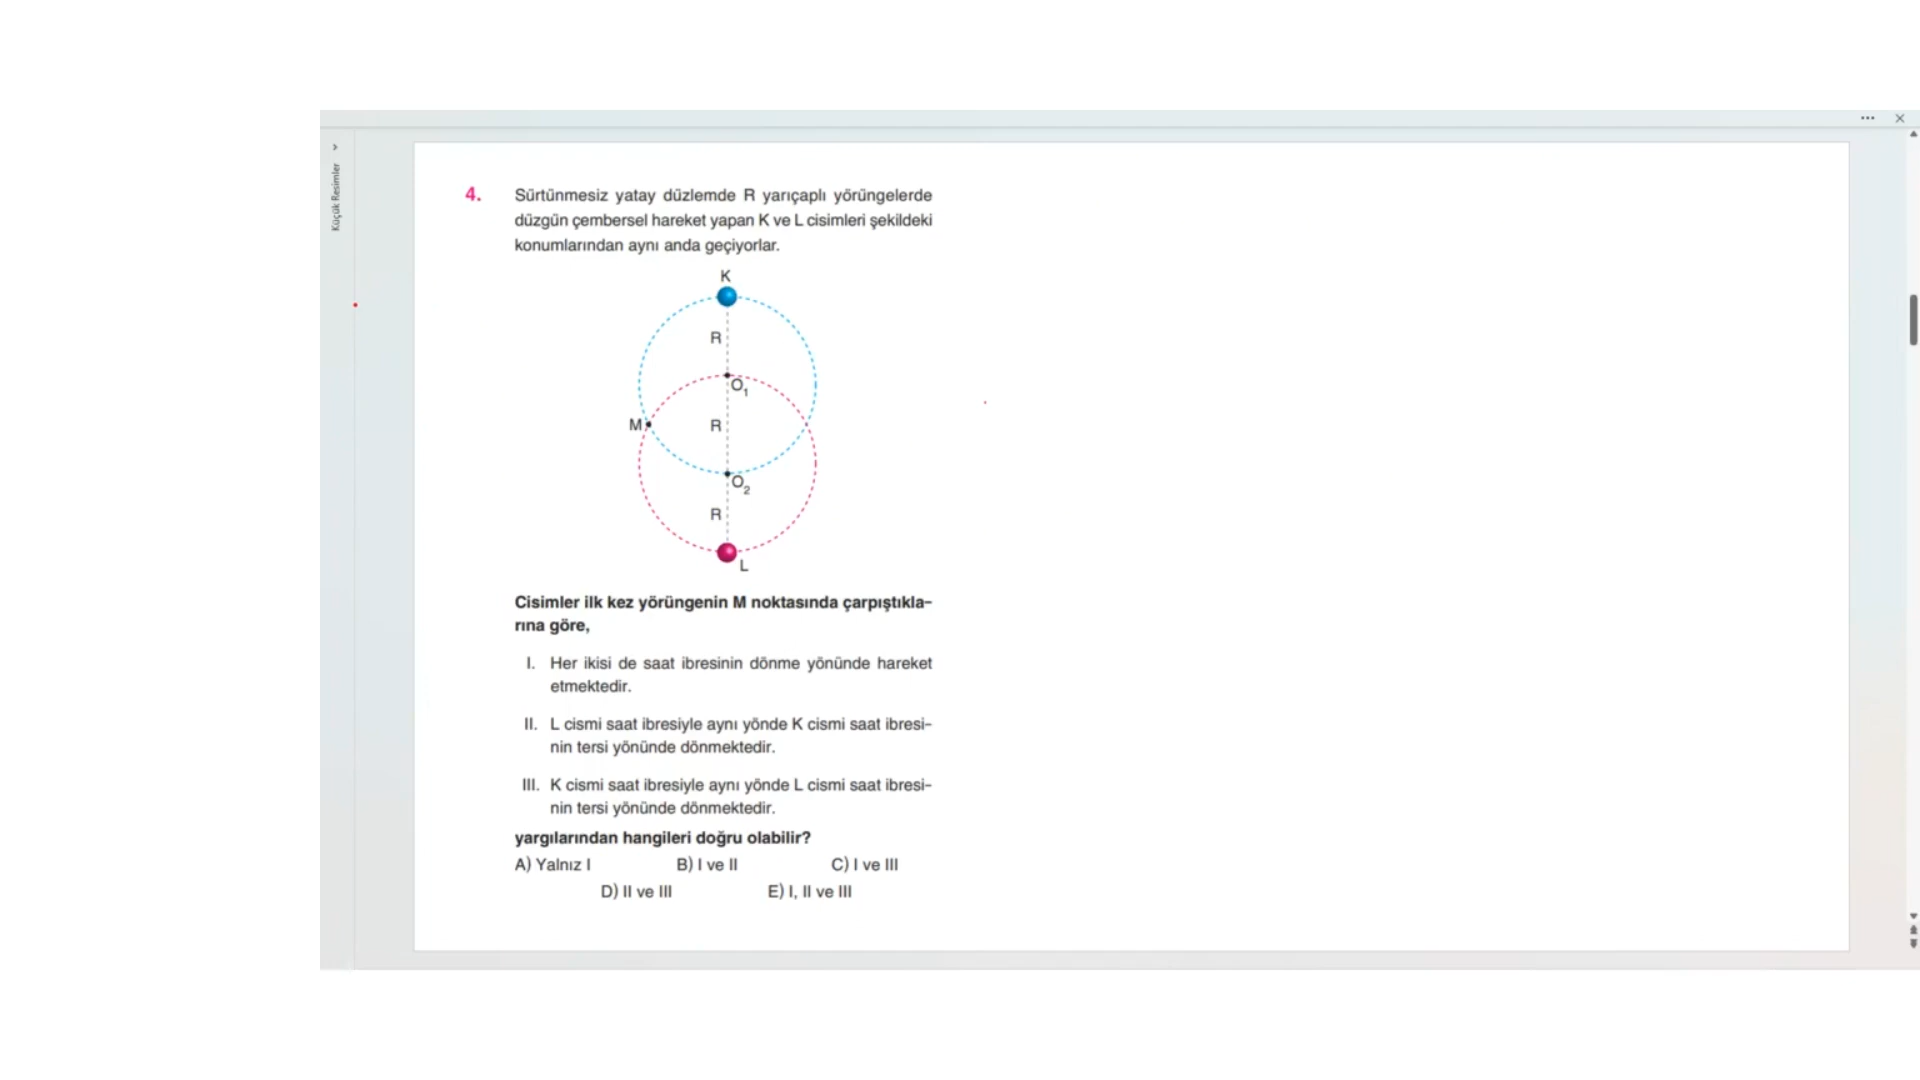 Küçük Resimler
4. Sürtünmesiz yatay düzlemde R yarıçaplı yörüngelerde
düzgün çembersel hareket yapan K ve L cisimleri şekildeki
konumlarından aynı anda geçiyorlar.
K
R
O1
M
R
O2
R
L
Cisimler ilk kez yörüngenin M noktasında çarpıştıkla-
rına göre,
I. Her ikisi de saat ibresinin dönme yönünde hareket
etmektedir.
II. L cismi saat ibresiyle aynı yönde K cismi saat ibresi-
nin tersi yönünde dönmektedir.
III. K cismi saat ibresiyle aynı yönde L cismi saat ibresi-
nin tersi yönünde dönmektedir.
yargılarından hangileri doğru olabilir?
A) Yalnız I B) I ve II C) I ve III
D) II ve III E) I, II ve III